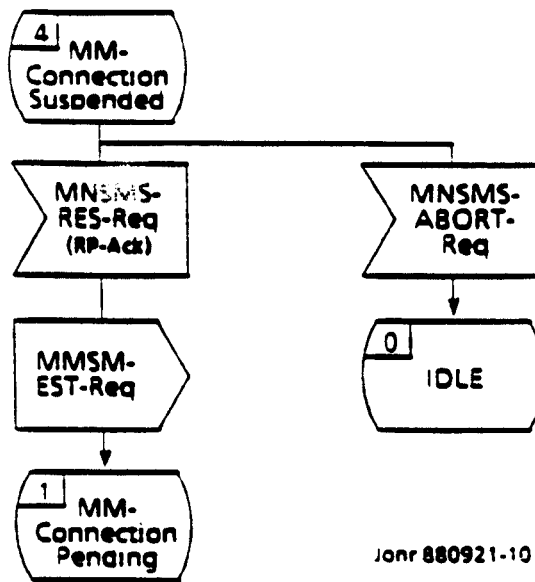 4
MM-
Connection
Suspended
MNSMS-
RES-Req
(RP-Ack)
MNSMS-
ABORT-
Req
MMSM-
EST-Req
0
IDLE
1
MM-
Connection
Pending
Jonr 880921-10